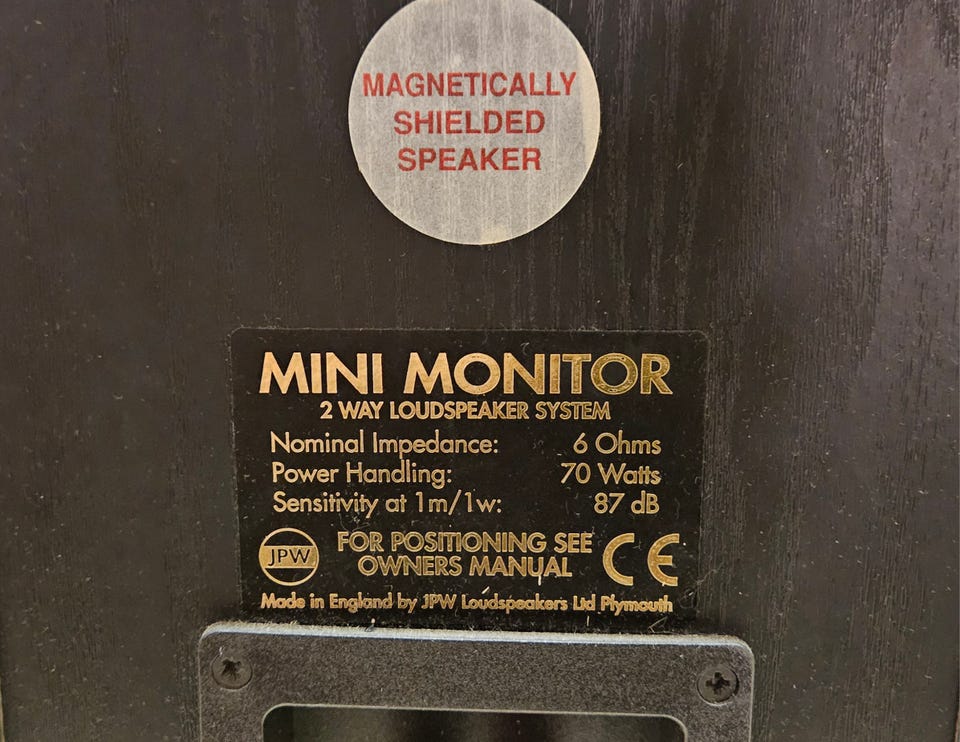 MAGNETICALLY
SHIELDED
SPEAKER
MINI MONITOR
2 WAY LOUDSPEAKER SYSTEM
Nominal Impedance: 6 Ohms
Power Handling: 70 Watts
Sensitivity at 1m/1w: 87 dB
JPW
FOR POSITIONING SEE
OWNERS MANUAL
CE
Made in England by JPW Loudspeakers Ltd Plymouth